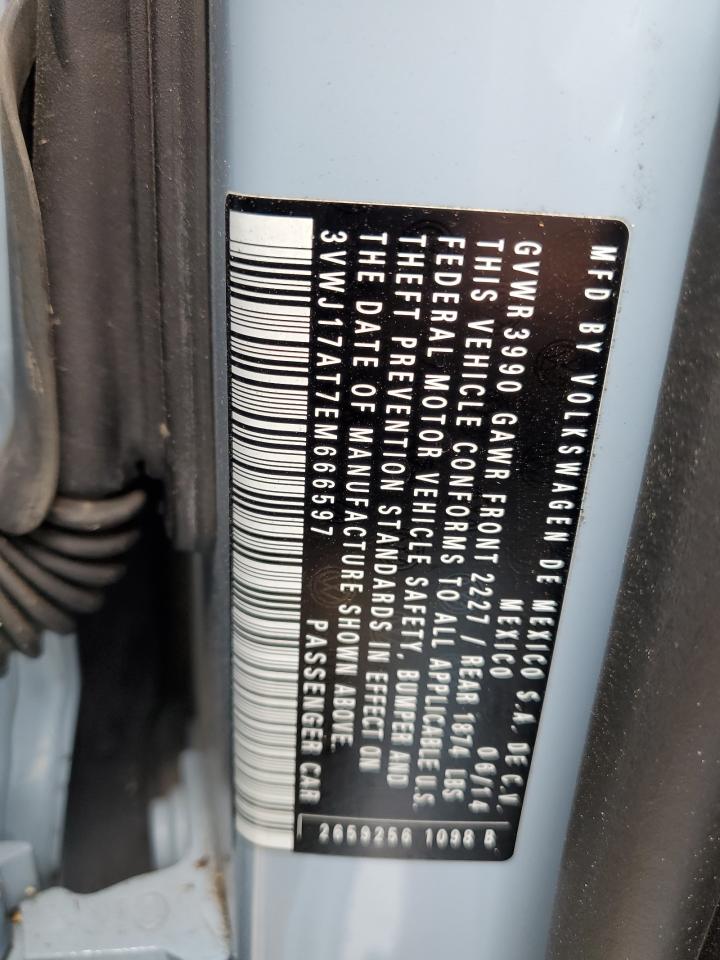 MFD BY VOLKSWAGEN DE MEXICO S.A. DE C.V.
MEXICO 06/14
GVWR 3990 GAWR FRONT 2227 / REAR 1874 LBS
THIS VEHICLE CONFORMS TO ALL APPLICABLE U.S.
FEDERAL MOTOR VEHICLE SAFETY, BUMPER AND
THEFT PREVENTION STANDARDS IN EFFECT ON
THE DATE OF MANUFACTURE SHOWN ABOVE.
3VWJ17AT7EM666597 PASSENGER CAR
2659256 1098 6